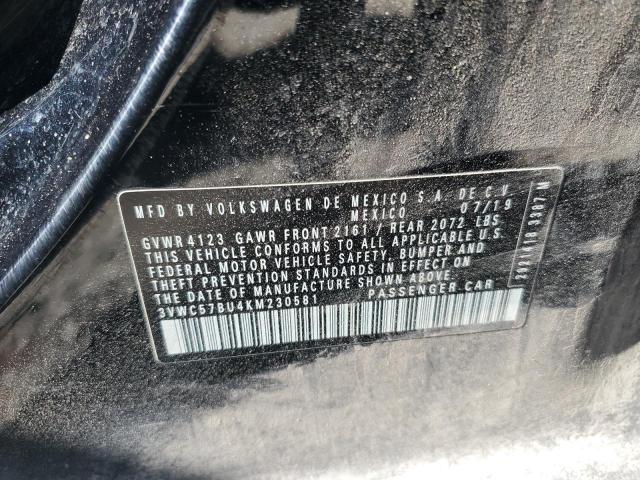 MFD BY VOLKSWAGEN DE MEXICO S A DE C V
MEXICO 07/19
GVWR 4123 GAWR FRONT 2161 / REAR 2072 LBS
THIS VEHICLE CONFORMS TO ALL APPLICABLE U.S.
FEDERAL MOTOR VEHICLE SAFETY, BUMPER AND
THEFT PREVENTION STANDARDS IN EFFECT ON
THE DATE OF MANUFACTURE SHOWN ABOVE.
3VWC57BU4KM230581 PASSENGER CAR